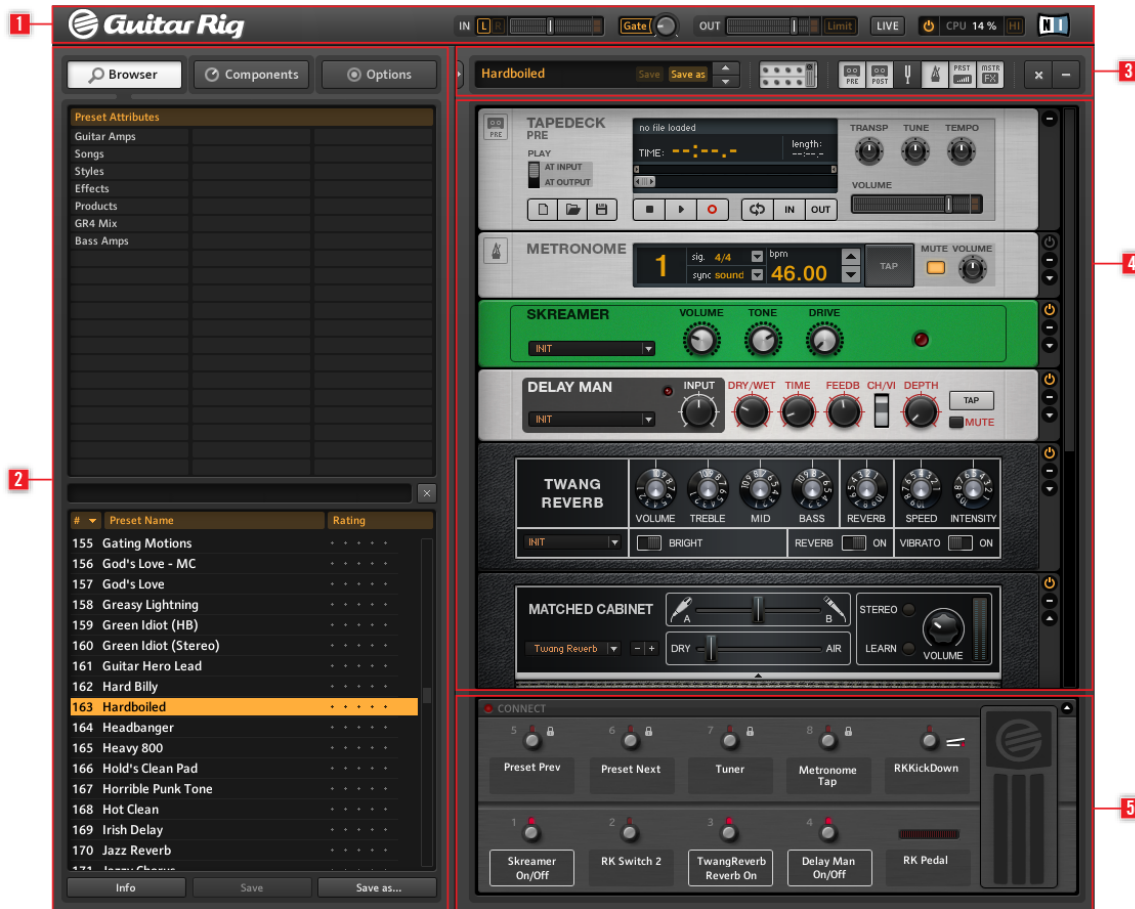 1
Guitar Rig
IN L R Gate OUT Limit LIVE CPU 14 % HI N I
Browser Components Options
Hardboiled Save Save as PRE POST PRST MSTR FX × −
3
Preset Attributes
Guitar Amps
Songs
Styles
Effects
Products
GR4 Mix
Bass Amps
2
×
# Preset Name Rating
155 Gating Motions
156 God's Love - MC
157 God's Love
158 Greasy Lightning
159 Green Idiot (HB)
160 Green Idiot (Stereo)
161 Guitar Hero Lead
162 Hard Billy
163 Hardboiled
164 Headbanger
165 Heavy 800
166 Hold's Clean Pad
167 Horrible Punk Tone
168 Hot Clean
169 Irish Delay
170 Jazz Reverb
171 Jazzy Chorus
Info Save Save as...
PRE
TAPEDECK
PRE
PLAY
AT INPUT
AT OUTPUT
no file loaded
TIME: --:--.- length:
--:--.-
TRANSP TUNE TEMPO
VOLUME
IN OUT
METRONOME
1 sig. 4/4 bpm
sync sound 46.00
TAP
MUTE VOLUME
4
SKREAMER
INIT
VOLUME TONE DRIVE
DELAY MAN
INIT
INPUT DRY/WET TIME FEEDB CH/VI DEPTH
TAP
MUTE
TWANG
REVERB
INIT
VOLUME TREBLE MID BASS REVERB SPEED INTENSITY
BRIGHT REVERB ON VIBRATO ON
MATCHED CABINET
Twang Reverb - +
A B
DRY AIR
STEREO
LEARN
VOLUME
CONNECT
5 6 7 8
Preset Prev Preset Next Tuner Metronome
Tap
RKKickDown
5
1 2 3 4
Skreamer
On/Off
RK Switch 2
TwangReverb
Reverb On
Delay Man
On/Off
RK Pedal